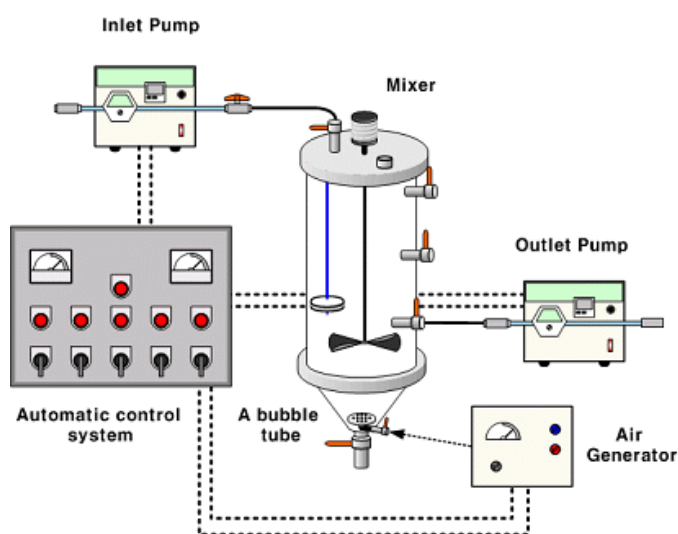 Inlet Pump
Mixer
Outlet Pump
Automatic control
system
A bubble
tube
Air
Generator